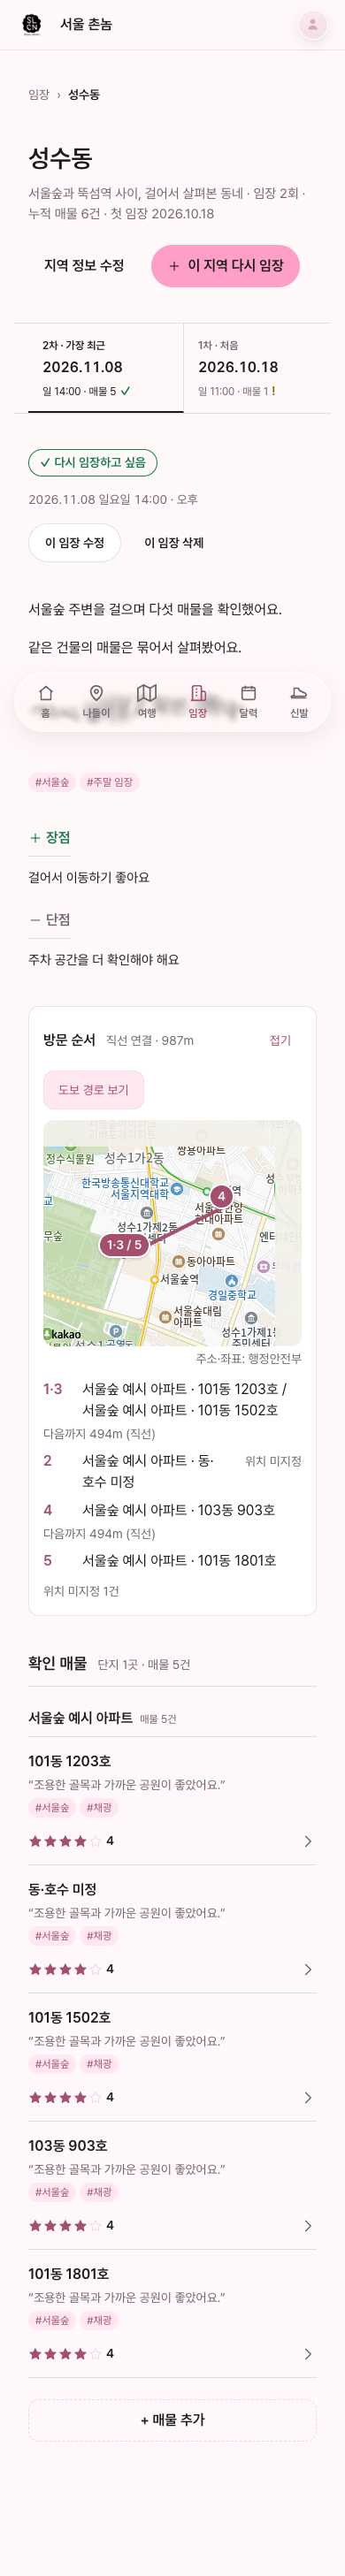 서울 촌놈
임장 › 성수동
성수동
서울숲과 뚝섬역 사이, 걸어서 살펴본 동네 · 임장 2회 ·
누적 매물 6건 · 첫 임장 2026.10.18
지역 정보 수정
+ 이 지역 다시 임장
2차 · 가장 최근
2026.11.08
일 14:00 · 매물 5 ✓
1차 · 처음
2026.10.18
일 11:00 · 매물 1 !
✓ 다시 임장하고 싶음
2026.11.08 일요일 14:00 · 오후
이 임장 수정
이 임장 삭제
서울숲 주변을 걸으며 다섯 매물을 확인했어요.
같은 건물의 매물은 묶어서 살펴봤어요.
홈
나들이
여행
임장
달력
신발
#서울숲 #주말 임장
+ 장점
걸어서 이동하기 좋아요
− 단점
주차 공간을 더 확인해야 해요
방문 순서 직선 연결 · 987m
접기
도보 경로 보기
쌍용아파트
정수식물원
성수1가2동
한국방송통신대학교
서울지역대학
4
성수1가제2동
현대아파트
1·3 / 5
동아아파트
서울숲역
경일중학교
서울숲대림
아파트
성수1가제1동
kakao
주소·좌표: 행정안전부
1·3 서울숲 예시 아파트 · 101동 1203호 /
서울숲 예시 아파트 · 101동 1502호
다음까지 494m (직선)
2 서울숲 예시 아파트 · 동·
호수 미정
위치 미지정
4 서울숲 예시 아파트 · 103동 903호
다음까지 494m (직선)
5 서울숲 예시 아파트 · 101동 1801호
위치 미지정 1건
확인 매물 단지 1곳 · 매물 5건
서울숲 예시 아파트 매물 5건
101동 1203호
“조용한 골목과 가까운 공원이 좋았어요.”
#서울숲 #채광
★★★★☆ 4
동·호수 미정
“조용한 골목과 가까운 공원이 좋았어요.”
#서울숲 #채광
★★★★☆ 4
101동 1502호
“조용한 골목과 가까운 공원이 좋았어요.”
#서울숲 #채광
★★★★☆ 4
103동 903호
“조용한 골목과 가까운 공원이 좋았어요.”
#서울숲 #채광
★★★★☆ 4
101동 1801호
“조용한 골목과 가까운 공원이 좋았어요.”
#서울숲 #채광
★★★★☆ 4
+ 매물 추가